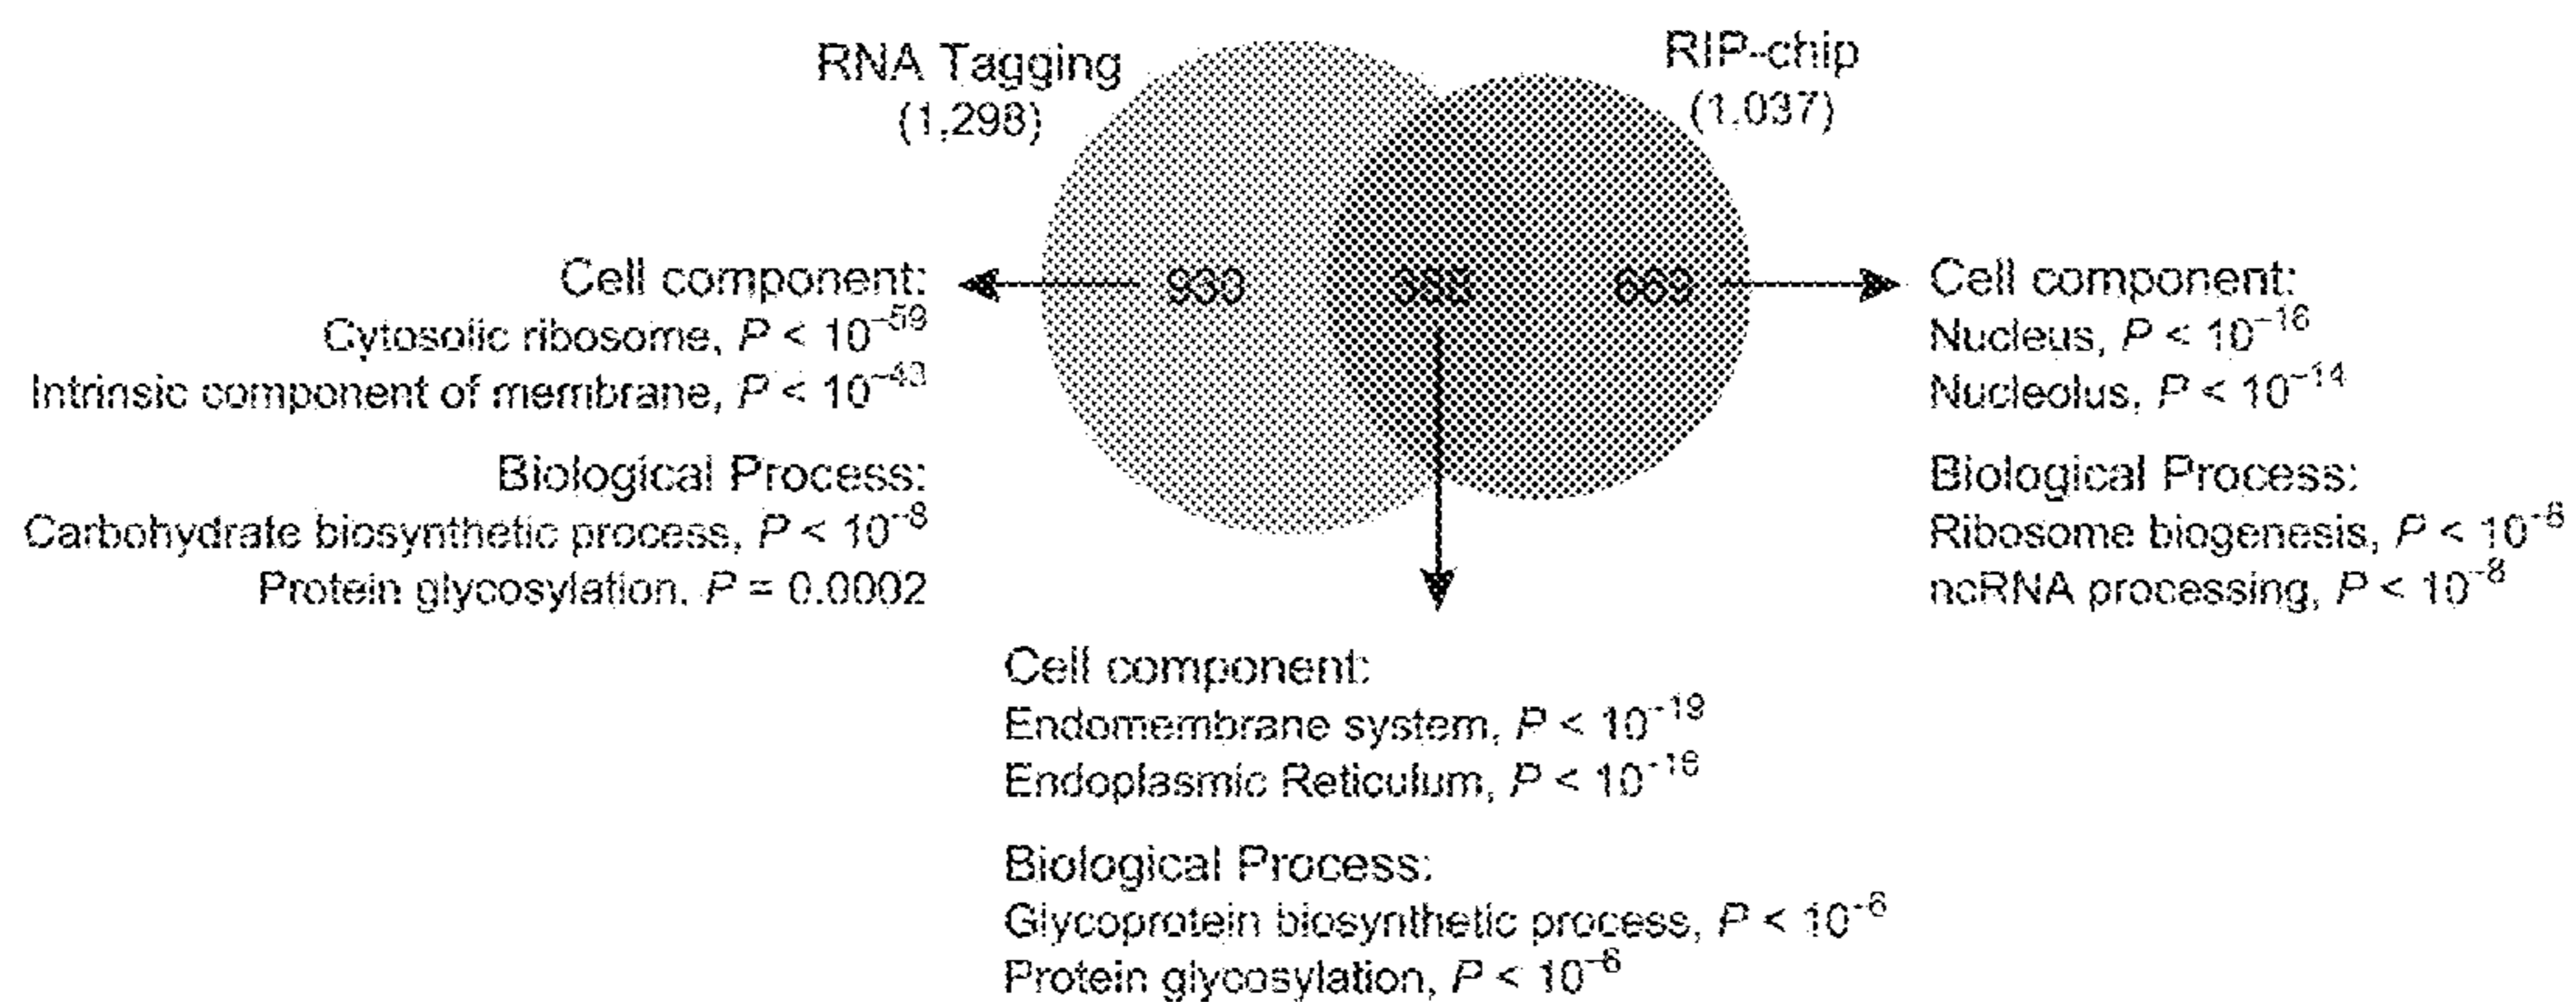 RNA Tagging
(1,298)
RIP-chip
(1,037)
930
368
669
Cell component:
Cytosolic ribosome, P < 10⁻⁵⁹
Intrinsic component of membrane, P < 10⁻⁴³
Biological Process:
Carbohydrate biosynthetic process, P < 10⁻⁸
Protein glycosylation, P = 0.0002
Cell component:
Nucleus, P < 10⁻¹⁶
Nucleolus, P < 10⁻¹⁴
Biological Process:
Ribosome biogenesis, P < 10⁻⁸
ncRNA processing, P < 10⁻⁸
Cell component:
Endomembrane system, P < 10⁻¹⁹
Endoplasmic Reticulum, P < 10⁻¹⁶
Biological Process:
Glycoprotein biosynthetic process, P < 10⁻⁶
Protein glycosylation, P < 10⁻⁶